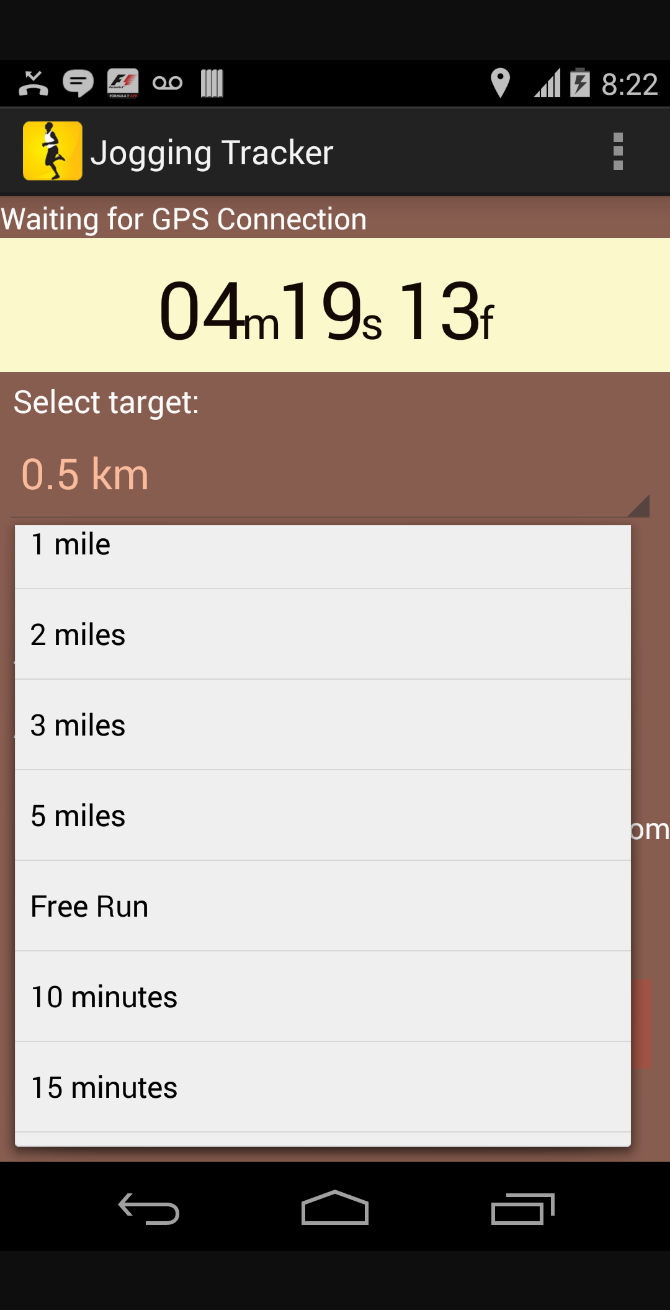 8:22
Jogging Tracker
Waiting for GPS Connection
04m19s 13f
Select target:
0.5 km
1 mile
2 miles
3 miles
5 miles
om
Free Run
10 minutes
15 minutes